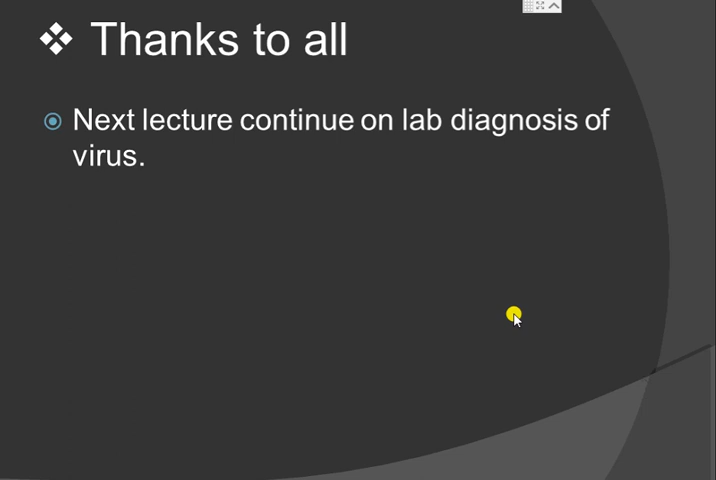 ❖ Thanks to all
Next lecture continue on lab diagnosis of
virus.